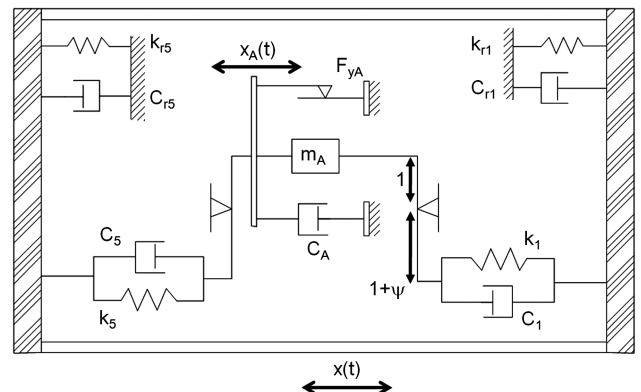 x_A(t)
k_r5
C_r5
F_yA
k_r1
C_r1
m_A
1
C_A
C_5
k_5
1+ψ
k_1
C_1
x(t)